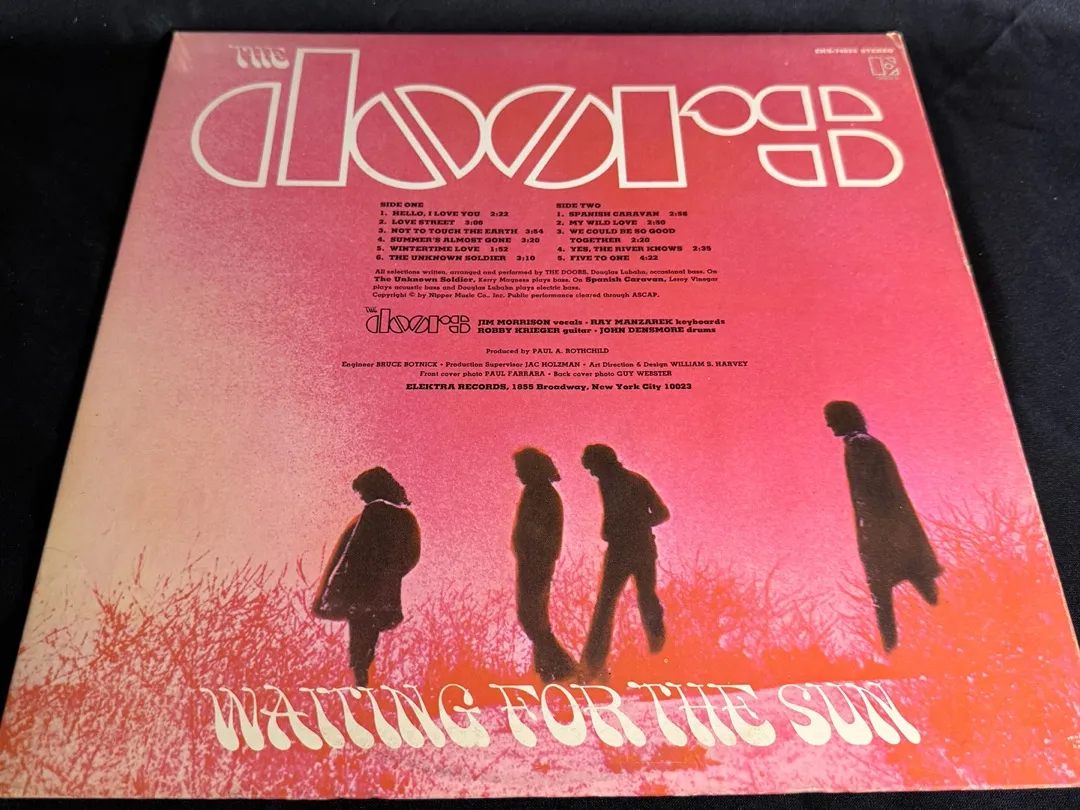 THE
EKS-74024 STEREO
doors
SIDE ONE
1. HELLO, I LOVE YOU 2:22
2. LOVE STREET 3:06
3. NOT TO TOUCH THE EARTH 3:54
4. SUMMER'S ALMOST GONE 3:20
5. WINTERTIME LOVE 1:52
6. THE UNKNOWN SOLDIER 3:10
SIDE TWO
1. SPANISH CARAVAN 2:58
2. MY WILD LOVE 2:50
3. WE COULD BE SO GOOD
TOGETHER 2:20
4. YES, THE RIVER KNOWS 2:35
5. FIVE TO ONE 4:22
All selections written, arranged and performed by THE DOORS. Douglas Lubahn, occasional bass. On
The Unknown Soldier, Kerry Magness plays bass. On Spanish Caravan, Leroy Vinegar
plays acoustic bass and Douglas Lubahn plays electric bass.
Copyright © by Nipper Music Co., Inc. Public performance cleared through ASCAP.
THE doors
JIM MORRISON vocals • RAY MANZAREK keyboards
ROBBY KRIEGER guitar • JOHN DENSMORE drums
Produced by PAUL A. ROTHCHILD
Engineer BRUCE BOTNICK • Production Supervisor JAC HOLZMAN • Art Direction & Design WILLIAM S. HARVEY
Front cover photo PAUL FARRARA • Back cover photo GUY WEBSTER
ELEKTRA RECORDS, 1855 Broadway, New York City 10023
WAITING FOR THE SUN